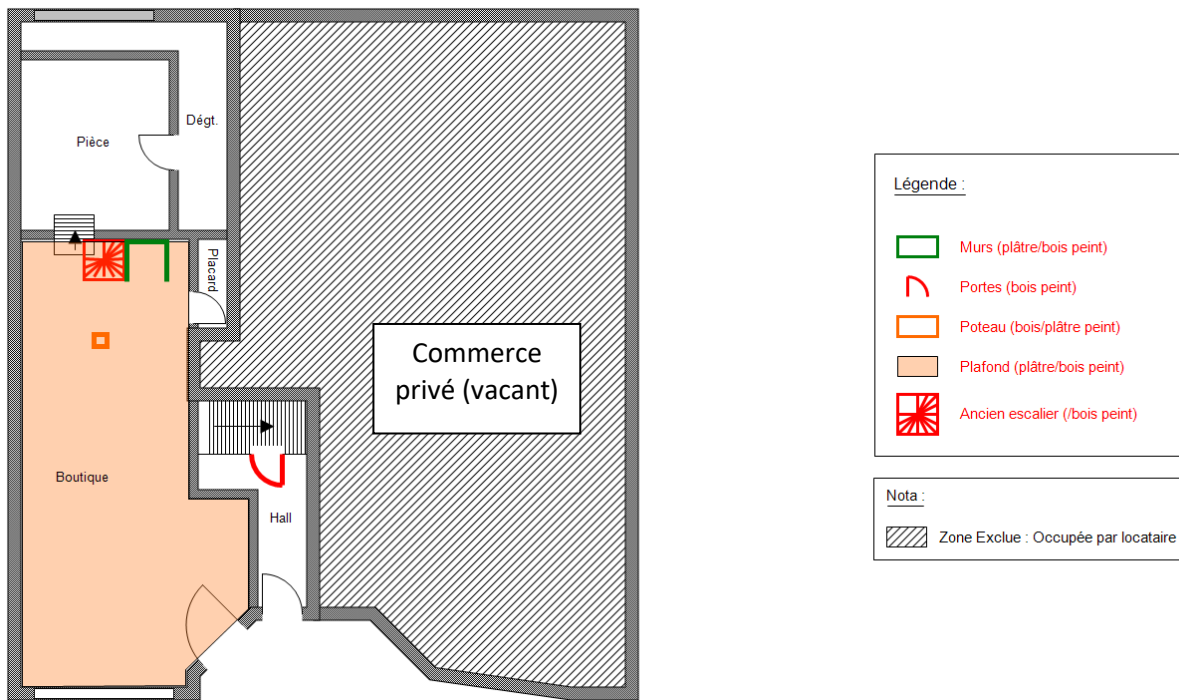 Dégt.
Pièce
Placard
Commerce
privé (vacant)
Boutique
Hall
Légende :
Murs (plâtre/bois peint)
Portes (bois peint)
Poteau (bois/plâtre peint)
Plafond (plâtre/bois peint)
Ancien escalier (/bois peint)
Nota :
Zone Exclue : Occupée par locataire